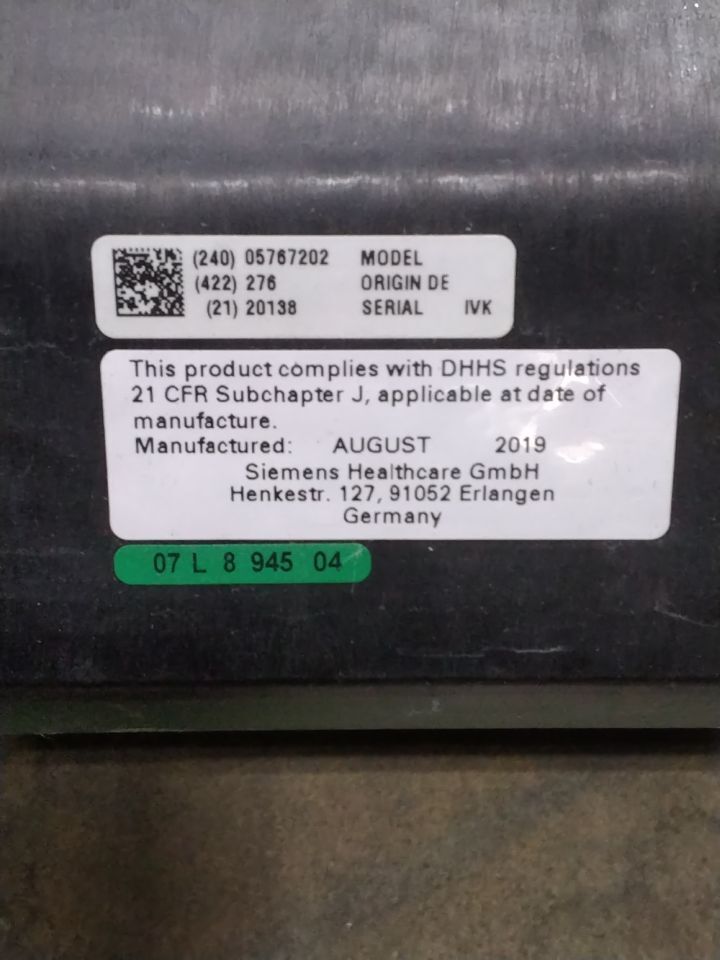 (240) 05767202 MODEL
(422) 276 ORIGIN DE
(21) 20138 SERIAL IVK
This product complies with DHHS regulations
21 CFR Subchapter J, applicable at date of
manufacture.
Manufactured: AUGUST 2019
Siemens Healthcare GmbH
Henkestr. 127, 91052 Erlangen
Germany
07 L 8 945 04